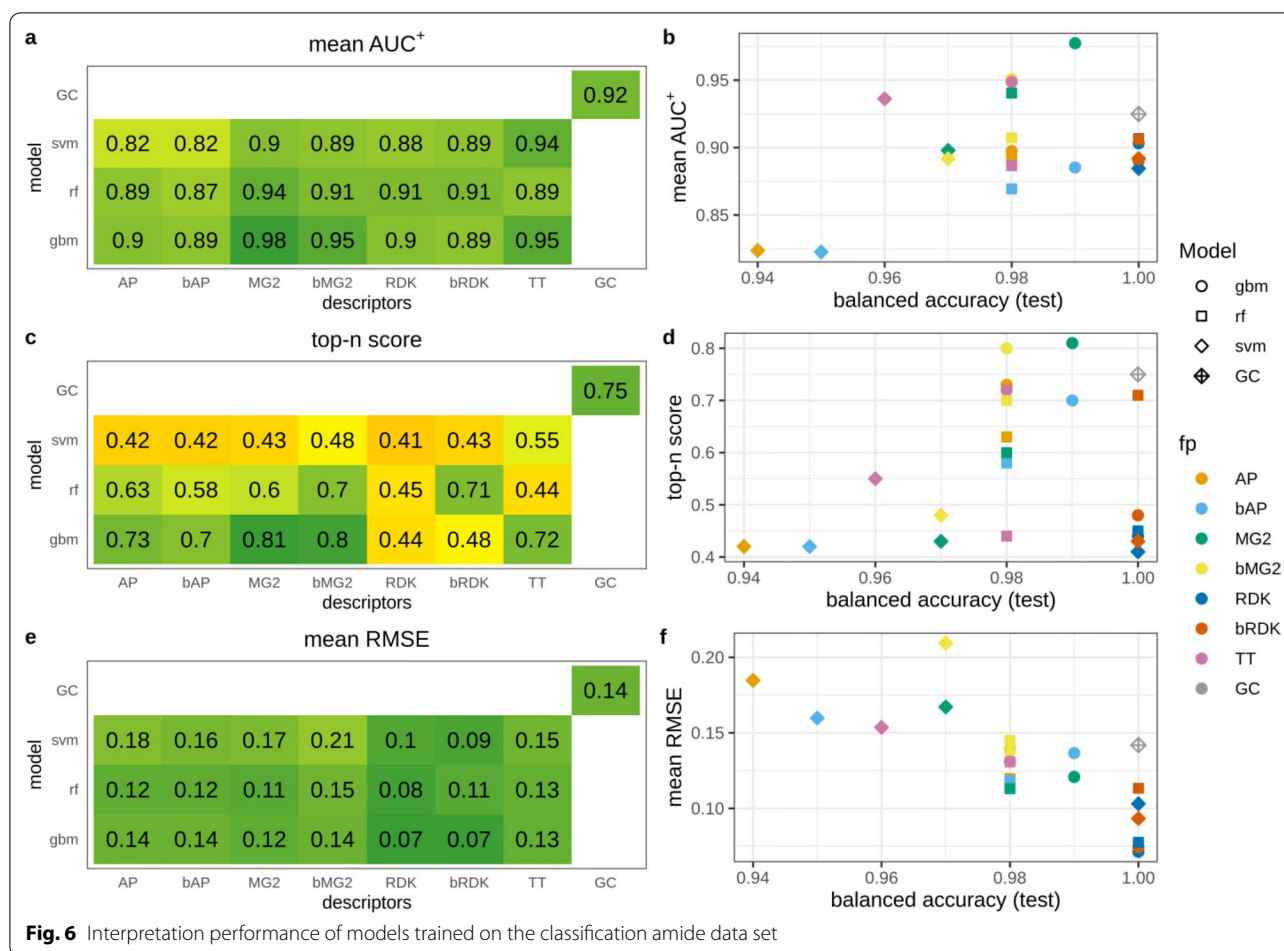 a
mean AUC+
GC 0.92
svm 0.82 0.82 0.9 0.89 0.88 0.89 0.94
rf 0.89 0.87 0.94 0.91 0.91 0.91 0.89
gbm 0.9 0.89 0.98 0.95 0.9 0.89 0.95
model
AP bAP MG2 bMG2 RDK bRDK TT GC
descriptors
b
mean AUC+
0.95
0.90
0.85
0.94 0.96 0.98 1.00
balanced accuracy (test)
c
top-n score
GC 0.75
svm 0.42 0.42 0.43 0.48 0.41 0.43 0.55
rf 0.63 0.58 0.6 0.7 0.45 0.71 0.44
gbm 0.73 0.7 0.81 0.8 0.44 0.48 0.72
model
AP bAP MG2 bMG2 RDK bRDK TT GC
descriptors
d
top-n score
0.8
0.7
0.6
0.5
0.4
0.94 0.96 0.98 1.00
balanced accuracy (test)
e
mean RMSE
GC 0.14
svm 0.18 0.16 0.17 0.21 0.1 0.09 0.15
rf 0.12 0.12 0.11 0.15 0.08 0.11 0.13
gbm 0.14 0.14 0.12 0.14 0.07 0.07 0.13
model
AP bAP MG2 bMG2 RDK bRDK TT GC
descriptors
f
mean RMSE
0.20
0.15
0.10
0.94 0.96 0.98 1.00
balanced accuracy (test)
Model
gbm
rf
svm
GC
fp
AP
bAP
MG2
bMG2
RDK
bRDK
TT
GC
Fig. 6 Interpretation performance of models trained on the classification amide data set